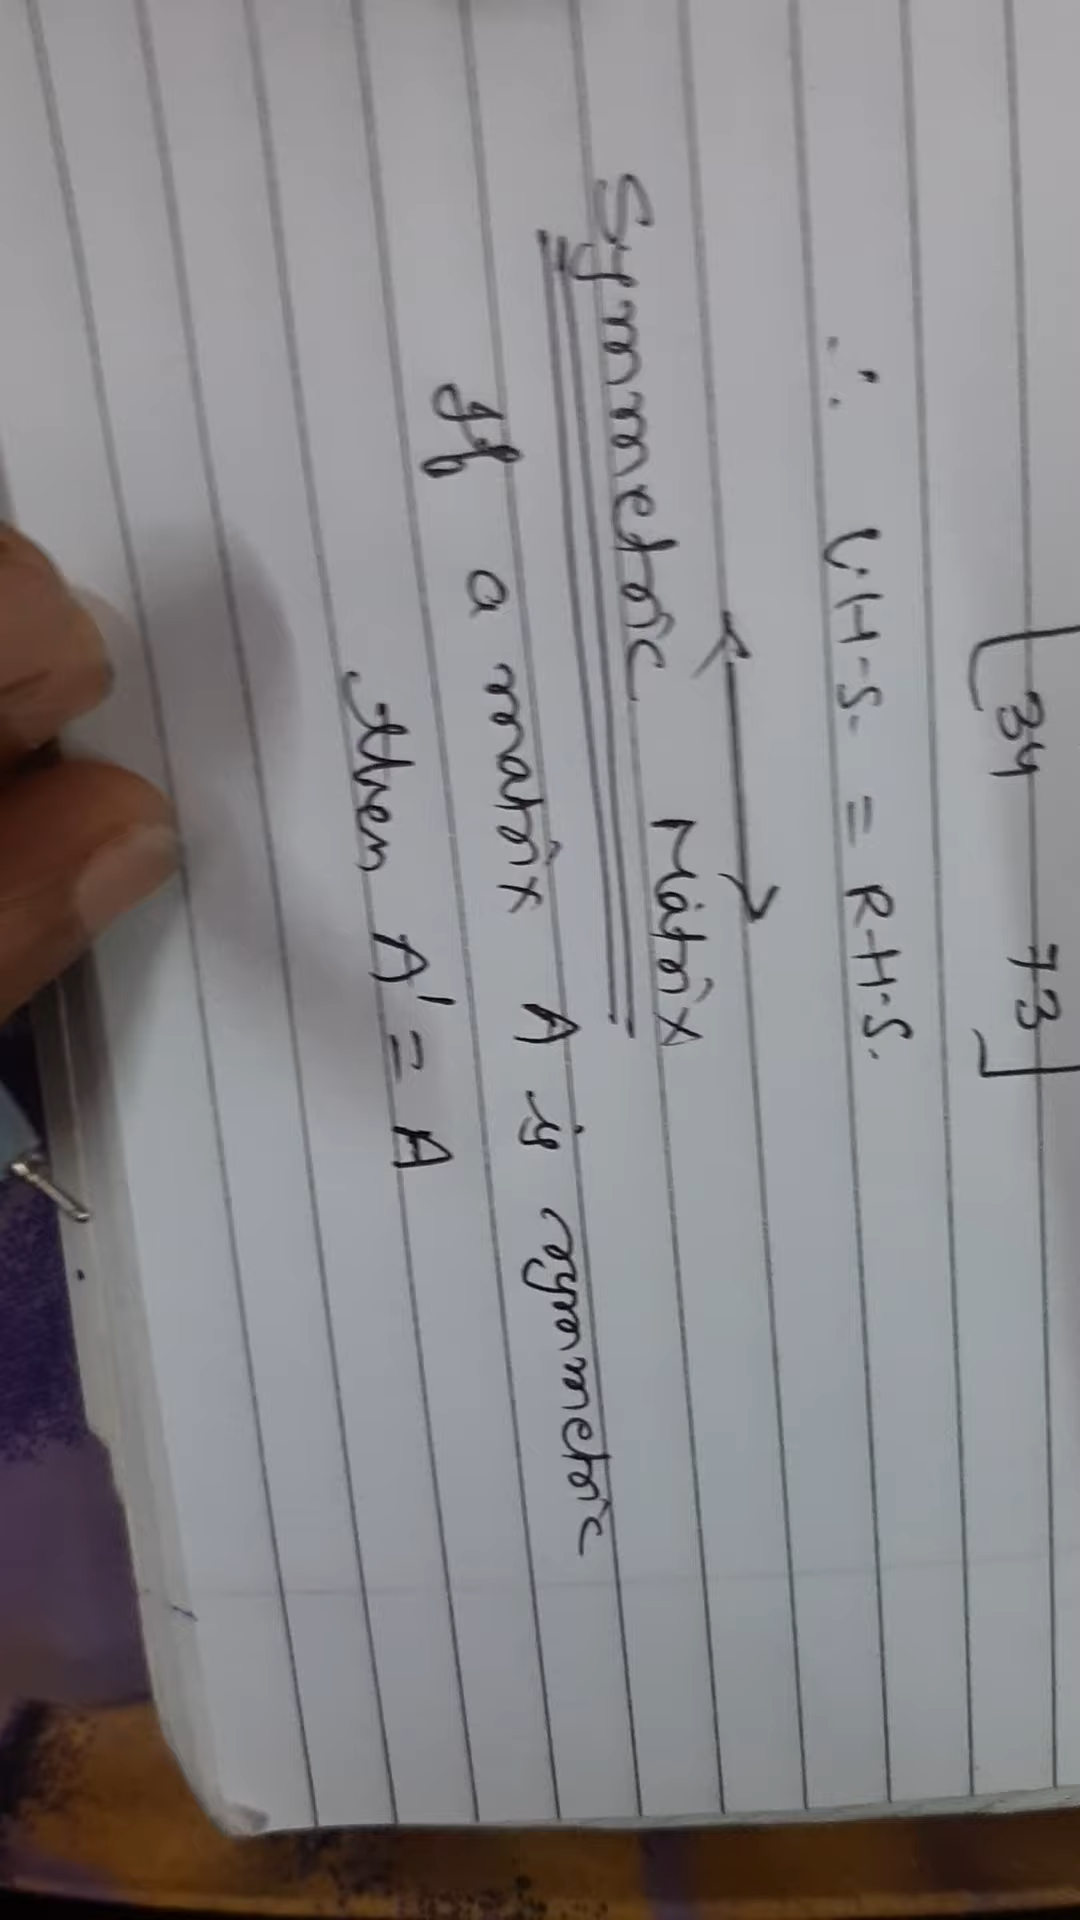 34 73
∴ L.H.S. = R.H.S.
Symmetric Matrix
If a matrix A is symmetric
then A' = A